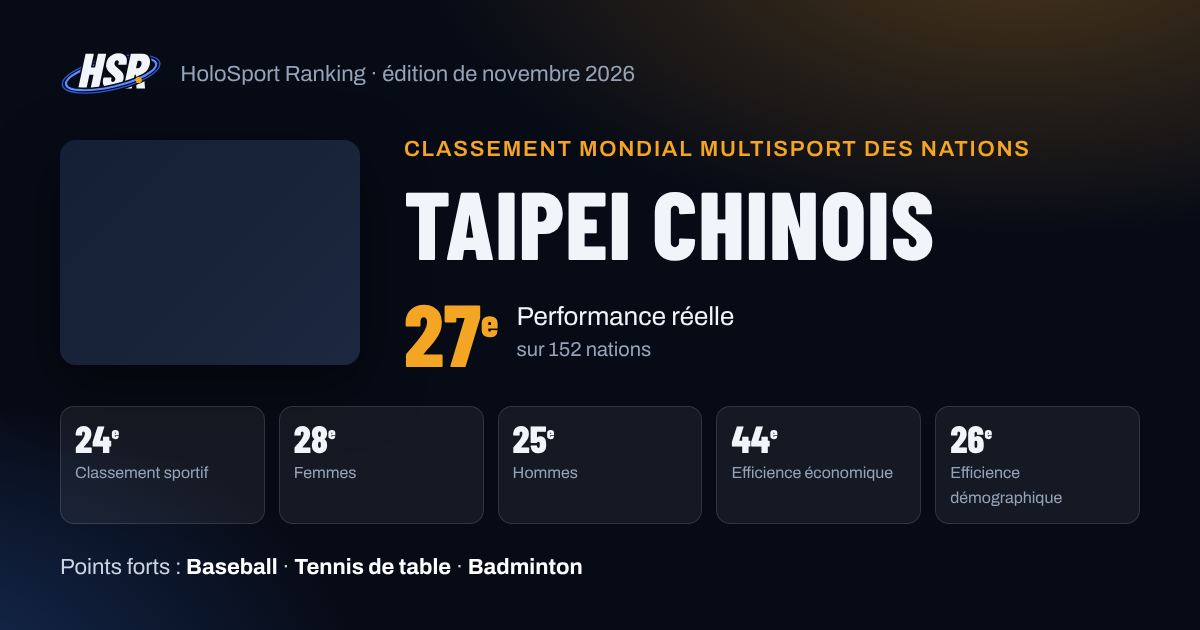 HSR
HoloSport Ranking · édition de novembre 2026
CLASSEMENT MONDIAL MULTISPORT DES NATIONS
TAIPEI CHINOIS
27e
Performance réelle
sur 152 nations
24e
Classement sportif
28e
Femmes
25e
Hommes
44e
Efficience économique
26e
Efficience
démographique
Points forts : Baseball · Tennis de table · Badminton